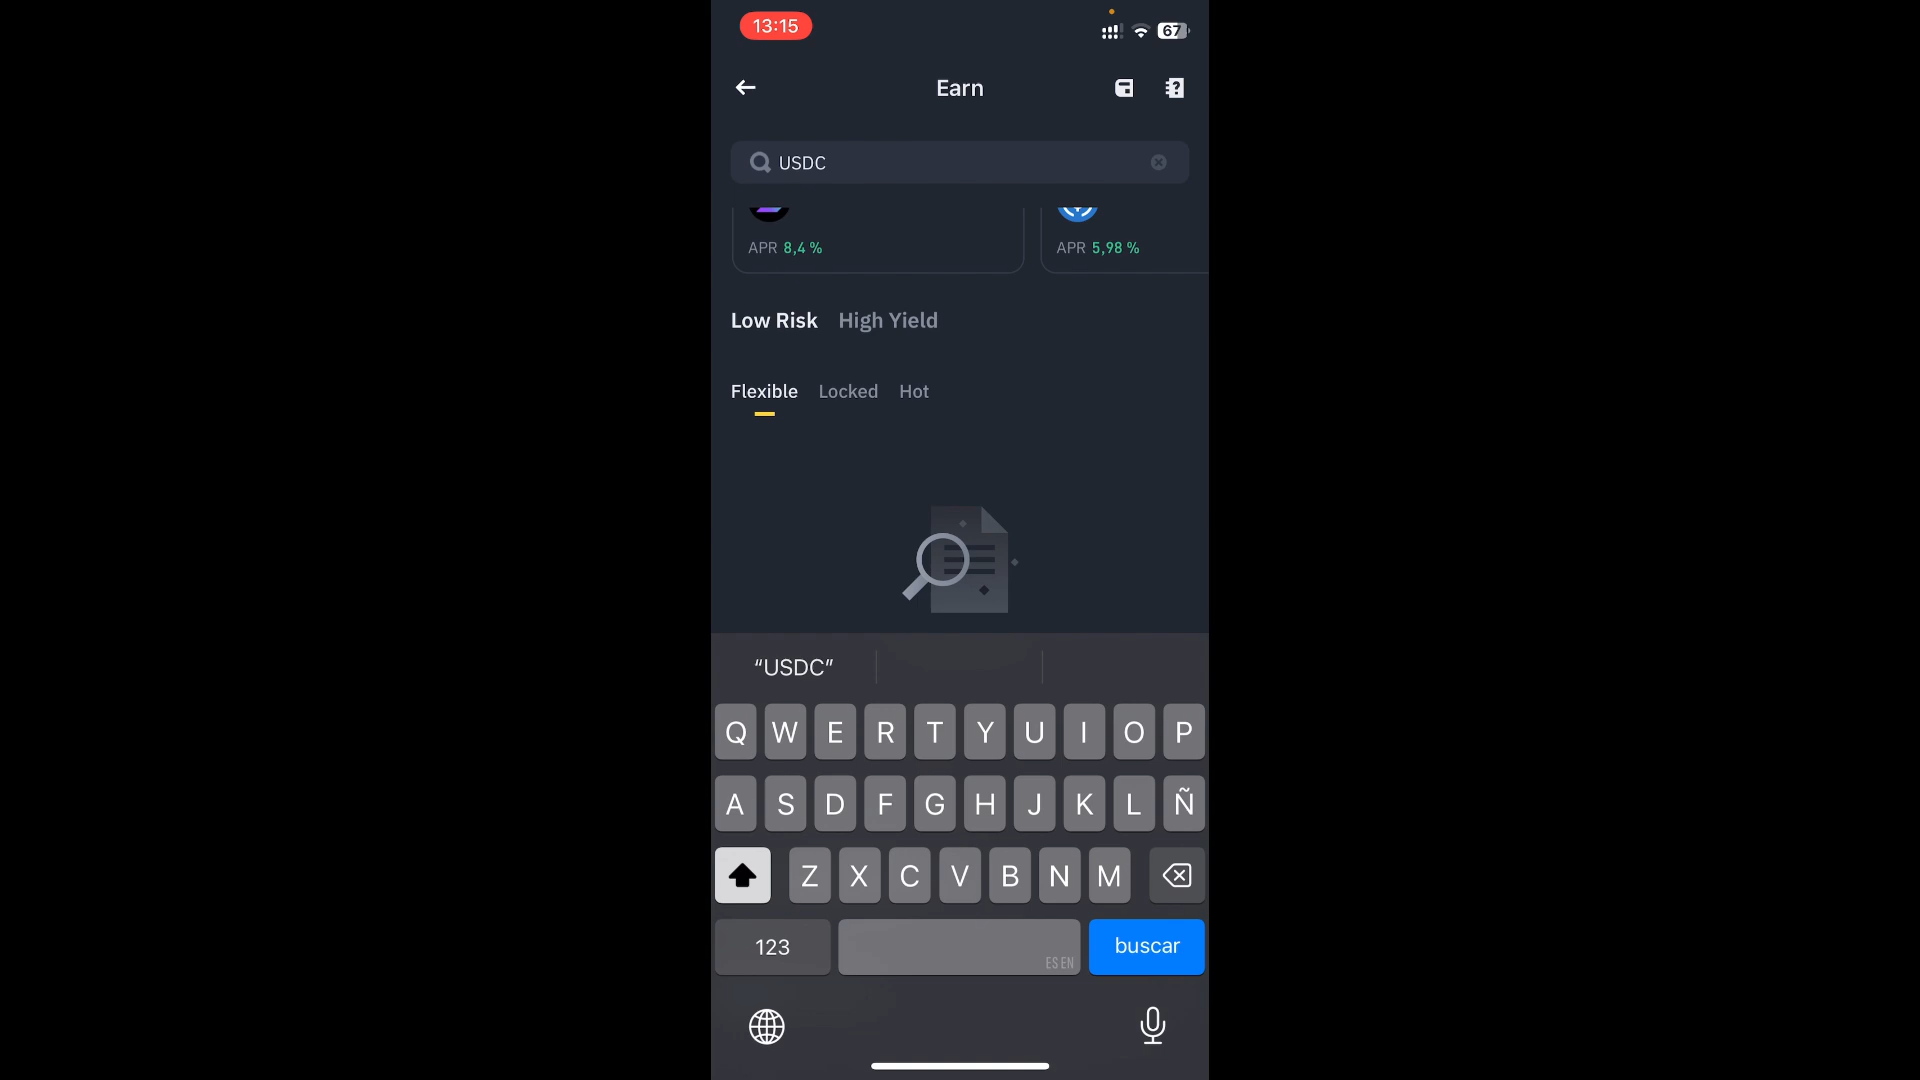 13:15
67
Earn
USDC
APR 8,4 %
APR 5,98 %
Low Risk High Yield
Flexible Locked Hot
“USDC”
Q W E R T Y U I O P
A S D F G H J K L Ñ
Z X C V B N M
123
ES EN
buscar